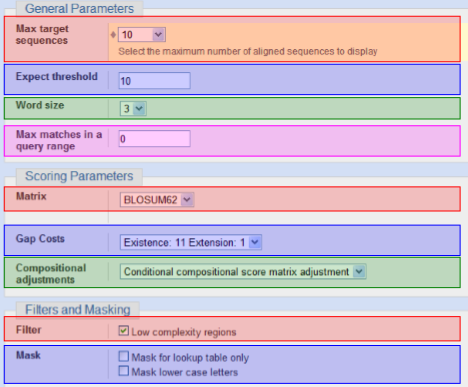 General Parameters
Max target sequences
10
Select the maximum number of aligned sequences to display
Expect threshold
10
Word size
3
Max matches in a query range
0
Scoring Parameters
Matrix
BLOSUM62
Gap Costs
Existence: 11 Extension: 1
Compositional adjustments
Conditional compositional score matrix adjustment
Filters and Masking
Filter
Low complexity regions
Mask
Mask for lookup table only
Mask lower case letters